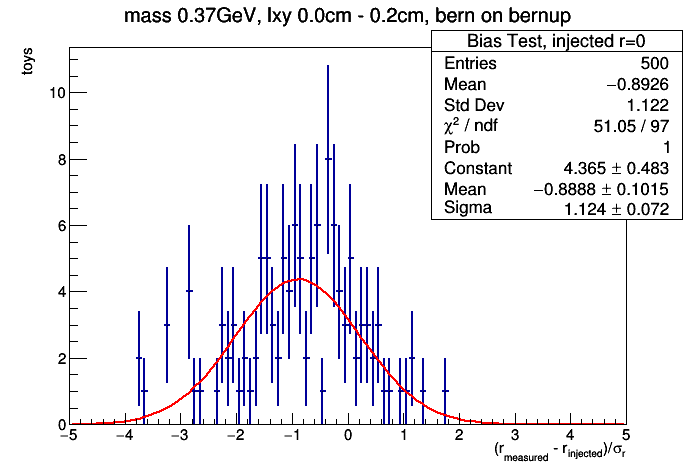 mass 0.37GeV, lxy 0.0cm - 0.2cm, bern on bernup
Bias Test, injected r=0
Entries 500
Mean −0.8926
Std Dev 1.122
χ² / ndf 51.05 / 97
Prob 1
Constant 4.365 ± 0.483
Mean −0.8888 ± 0.1015
Sigma 1.124 ± 0.072
toys
10
8
6
4
2
0
−5 −4 −3 −2 −1 0 1 2 3 4 5
(r_measured - r_injected)/σ_r